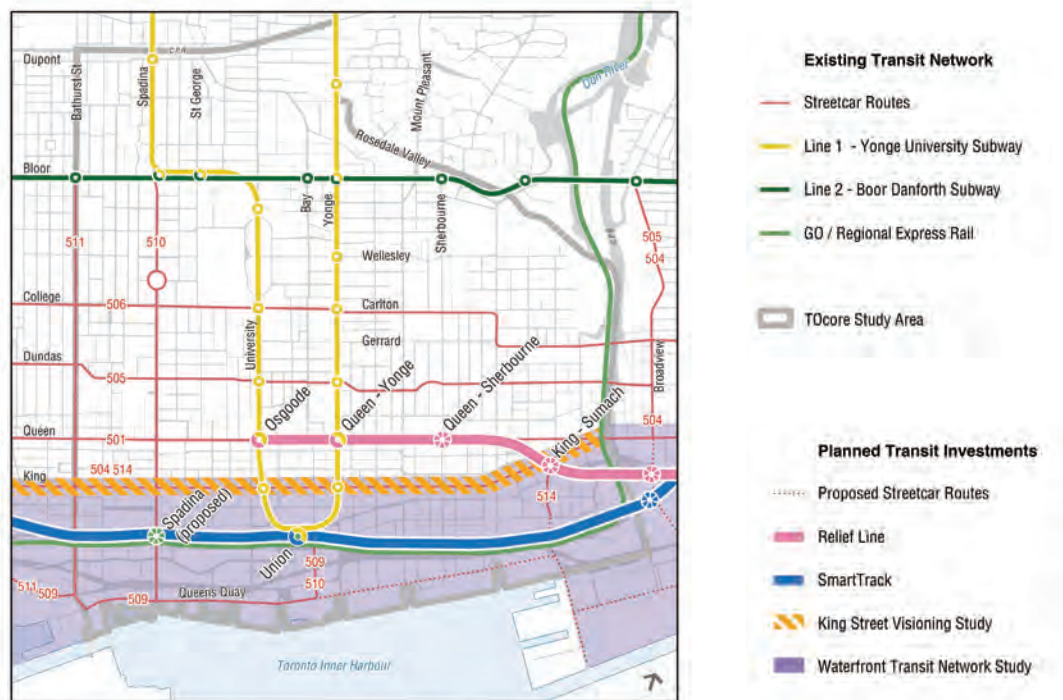 Dupont
Bathurst St
Spadina
CPR
St George
Mount Pleasant
Don River
Rosedale Valley
Bloor
Bay
Yonge
Sherbourne
511
510
505
504
Wellesley
College
506
Carlton
University
Gerrard
Dundas
505
Broadview
Osgoode
Queen - Yonge
Queen - Sherbourne
King - Sumach
Queen
501
504
504 514
King
514
Spadina
(proposed)
Union
509
510
511
509
509
Queens Quay
Toronto Inner Harbour
Existing Transit Network
Streetcar Routes
Line 1 - Yonge University Subway
Line 2 - Boor Danforth Subway
GO / Regional Express Rail
TOcore Study Area
Planned Transit Investments
Proposed Streetcar Routes
Relief Line
SmartTrack
King Street Visioning Study
Waterfront Transit Network Study